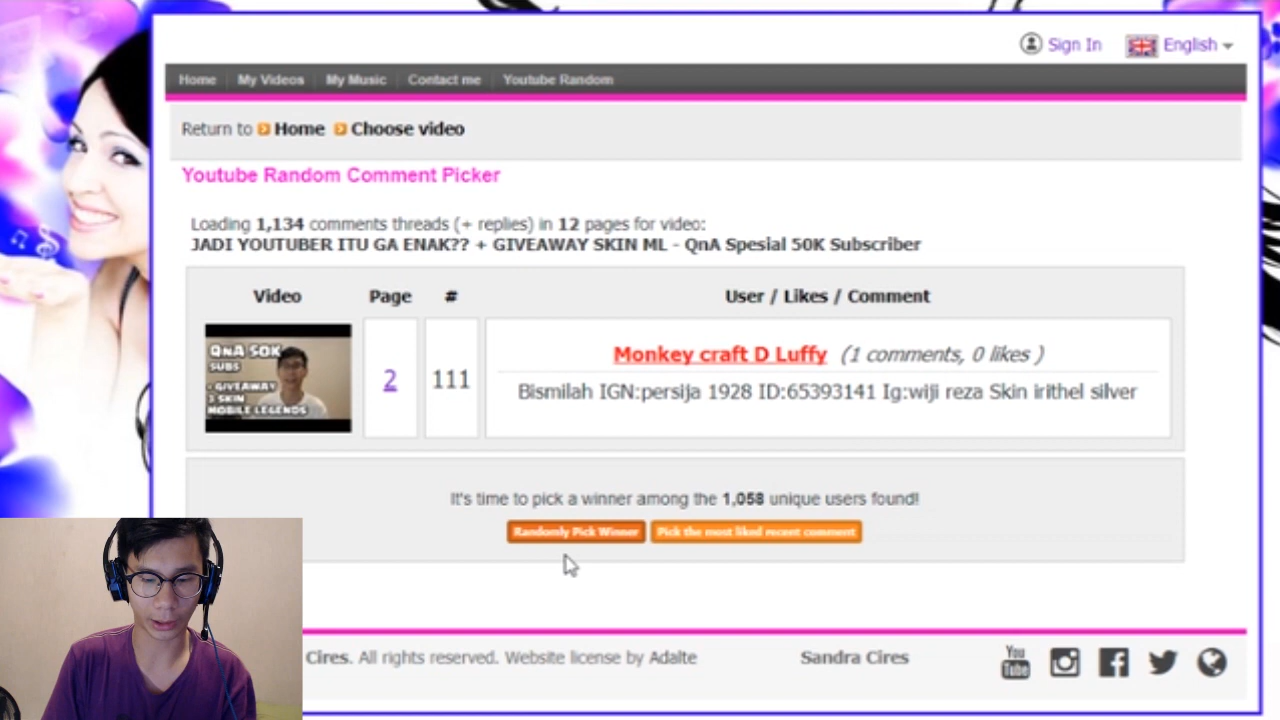 Sign In English
Home My Videos My Music Contact me Youtube Random
Return to Home Choose video
Youtube Random Comment Picker
Loading 1,134 comments threads (+ replies) in 12 pages for video:
JADI YOUTUBER ITU GA ENAK?? + GIVEAWAY SKIN ML - QnA Spesial 50K Subscriber
Video Page # User / Likes / Comment
QNA 50K
SUBS
- GIVEAWAY
3 SKIN
MOBILE LEGENDS
2 111
Monkey craft D Luffy (1 comments, 0 likes )
Bismilah IGN:persija 1928 ID:65393141 Ig:wiji reza Skin irithel silver
It's time to pick a winner among the 1,058 unique users found!
Randomly Pick Winner Pick the most liked recent comment
Cires. All rights reserved. Website license by Adalte Sandra Cires
You
Tube